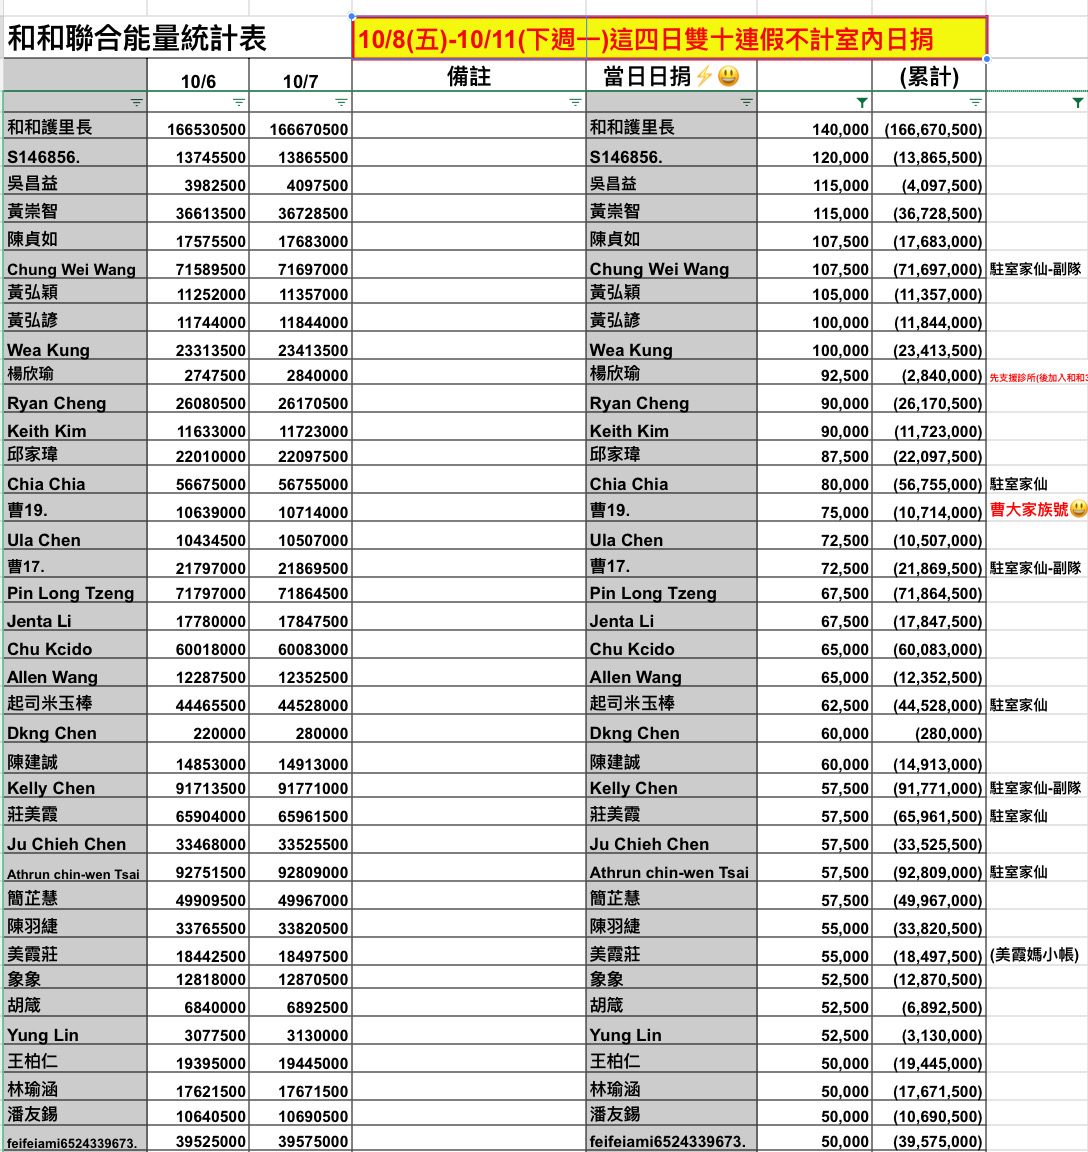 和和聯合能量統計表 10/8(五)-10/11(下週一)這四日雙十連假不計室內日捐
10/6 10/7 備註 當日日捐⚡😃 (累計)
和和護里長 166530500 166670500 和和護里長 140,000 (166,670,500)
S146856. 13745500 13865500 S146856. 120,000 (13,865,500)
吳昌益 3982500 4097500 吳昌益 115,000 (4,097,500)
黃崇智 36613500 36728500 黃崇智 115,000 (36,728,500)
陳貞如 17575500 17683000 陳貞如 107,500 (17,683,000)
Chung Wei Wang 71589500 71697000 Chung Wei Wang 107,500 (71,697,000) 駐室家仙-副隊
黃弘穎 11252000 11357000 黃弘穎 105,000 (11,357,000)
黃弘諺 11744000 11844000 黃弘諺 100,000 (11,844,000)
Wea Kung 23313500 23413500 Wea Kung 100,000 (23,413,500)
楊欣瑜 2747500 2840000 楊欣瑜 92,500 (2,840,000) 先支援診所(後加入和和3
Ryan Cheng 26080500 26170500 Ryan Cheng 90,000 (26,170,500)
Keith Kim 11633000 11723000 Keith Kim 90,000 (11,723,000)
邱家瑋 22010000 22097500 邱家瑋 87,500 (22,097,500)
Chia Chia 56675000 56755000 Chia Chia 80,000 (56,755,000) 駐室家仙
曹19. 10639000 10714000 曹19. 75,000 (10,714,000) 曹大家族號😃
Ula Chen 10434500 10507000 Ula Chen 72,500 (10,507,000)
曹17. 21797000 21869500 曹17. 72,500 (21,869,500) 駐室家仙-副隊
Pin Long Tzeng 71797000 71864500 Pin Long Tzeng 67,500 (71,864,500)
Jenta Li 17780000 17847500 Jenta Li 67,500 (17,847,500)
Chu Kcido 60018000 60083000 Chu Kcido 65,000 (60,083,000)
Allen Wang 12287500 12352500 Allen Wang 65,000 (12,352,500)
起司米玉棒 44465500 44528000 起司米玉棒 62,500 (44,528,000) 駐室家仙
Dkng Chen 220000 280000 Dkng Chen 60,000 (280,000)
陳建誠 14853000 14913000 陳建誠 60,000 (14,913,000)
Kelly Chen 91713500 91771000 Kelly Chen 57,500 (91,771,000) 駐室家仙-副隊
莊美霞 65904000 65961500 莊美霞 57,500 (65,961,500) 駐室家仙
Ju Chieh Chen 33468000 33525500 Ju Chieh Chen 57,500 (33,525,500)
Athrun chin-wen Tsai 92751500 92809000 Athrun chin-wen Tsai 57,500 (92,809,000) 駐室家仙
簡芷慧 49909500 49967000 簡芷慧 57,500 (49,967,000)
陳羽緁 33765500 33820500 陳羽緁 55,000 (33,820,500)
美霞莊 18442500 18497500 美霞莊 55,000 (18,497,500) (美霞媽小帳)
象象 12818000 12870500 象象 52,500 (12,870,500)
胡箴 6840000 6892500 胡箴 52,500 (6,892,500)
Yung Lin 3077500 3130000 Yung Lin 52,500 (3,130,000)
王柏仁 19395000 19445000 王柏仁 50,000 (19,445,000)
林瑜涵 17621500 17671500 林瑜涵 50,000 (17,671,500)
潘友錫 10640500 10690500 潘友錫 50,000 (10,690,500)
feifeiami6524339673. 39525000 39575000 feifeiami6524339673. 50,000 (39,575,000)